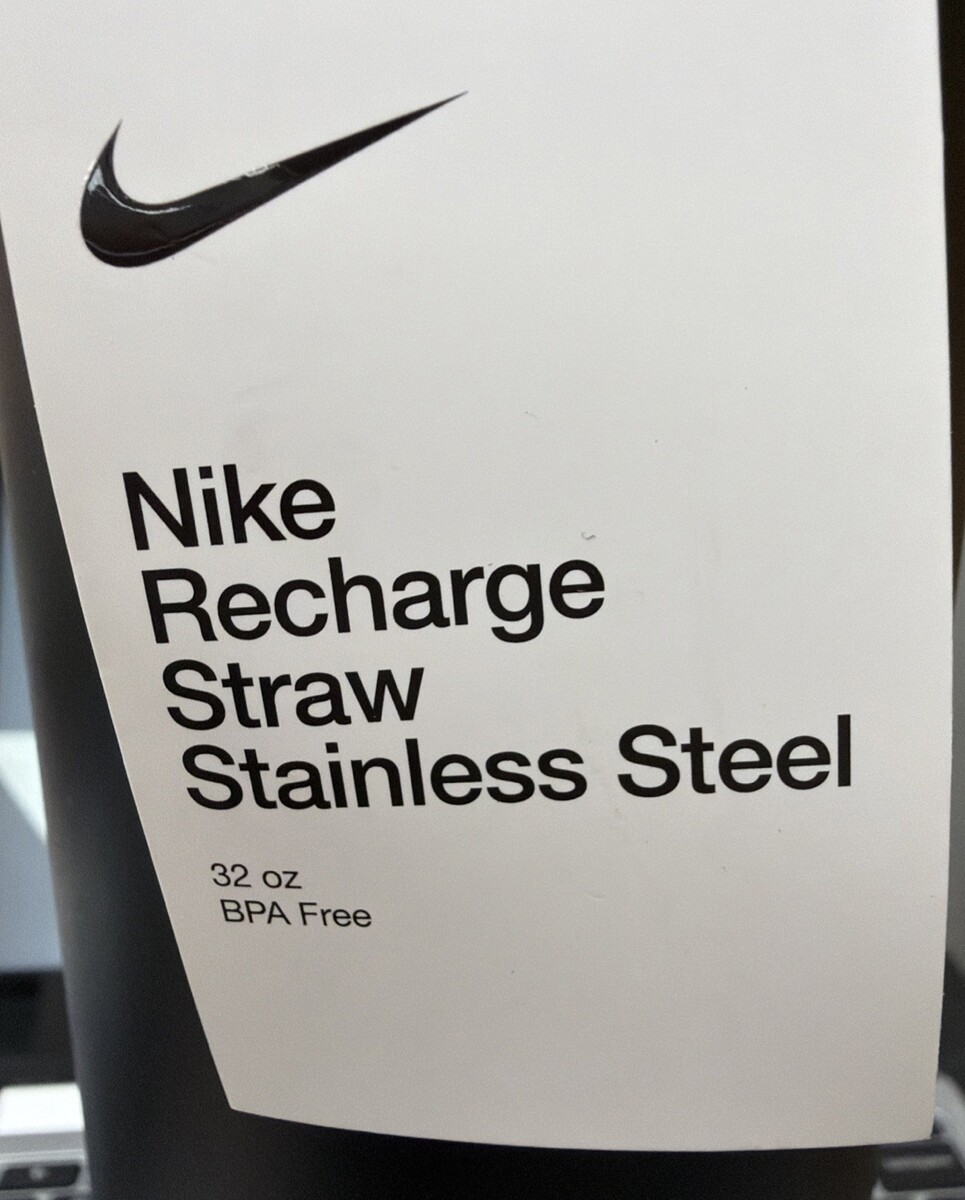 Nike
Recharge
Straw
Stainless Steel
32 oz
BPA Free